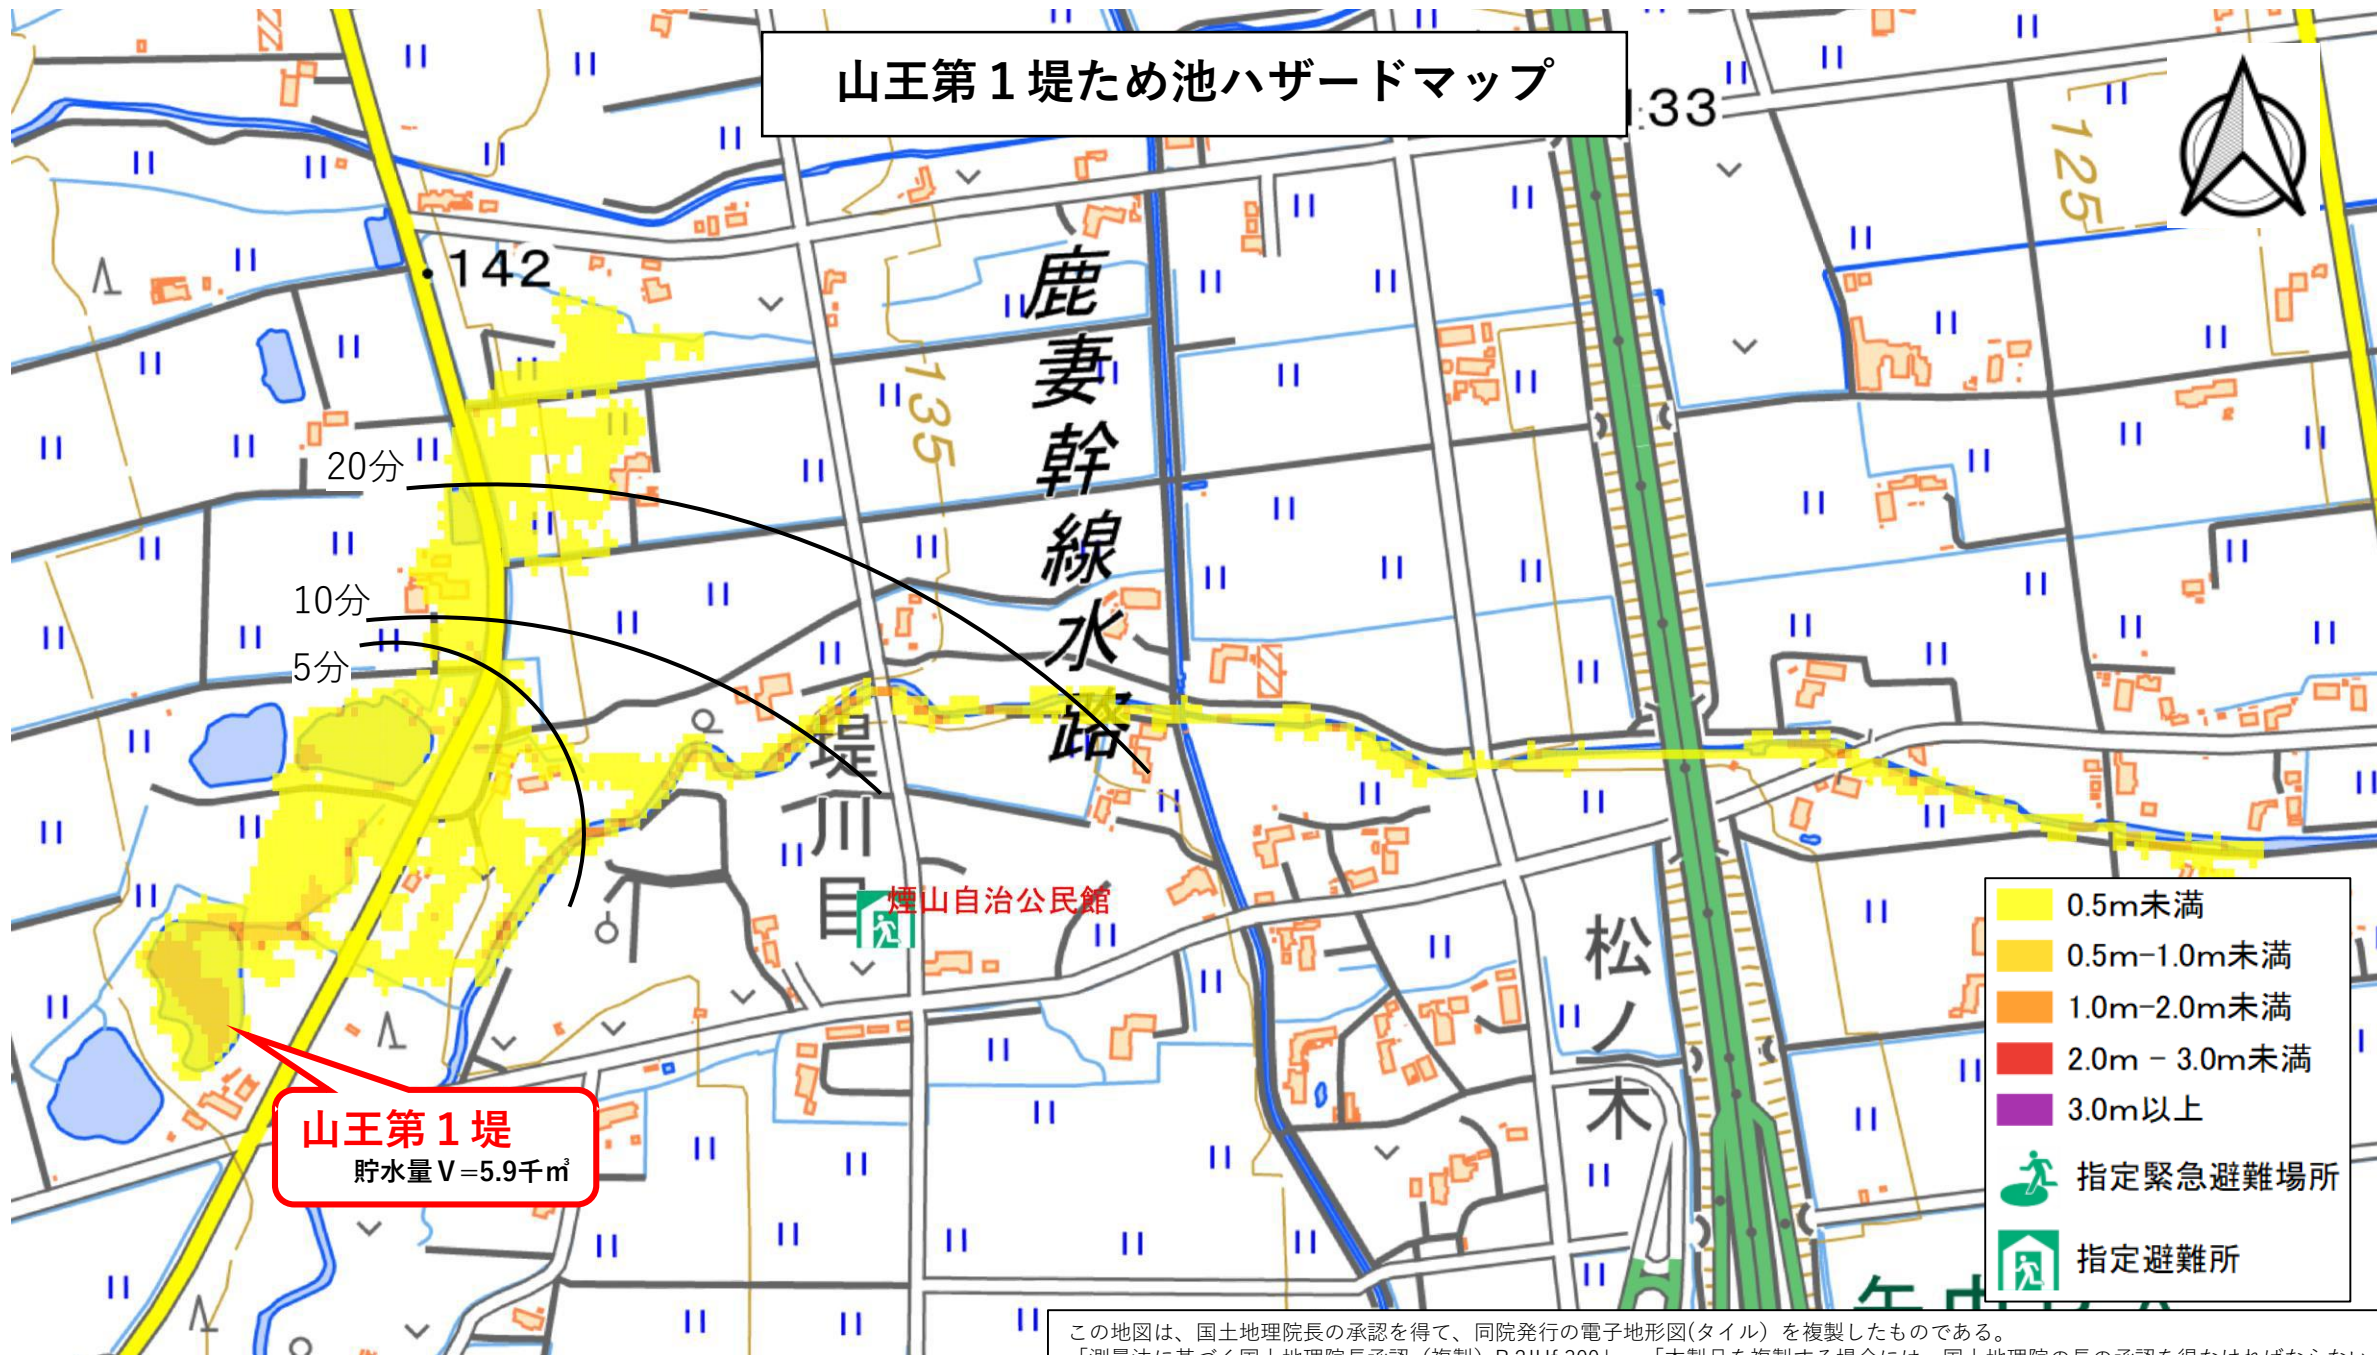 山王第１堤ため池ハザードマップ
133
125
142
135
鹿妻幹線水路
20分
10分
5分
堤川目
煙山自治公民館
松ノ木
山王第１堤
貯水量Ｖ=5.9千㎥
0.5m未満
0.5m-1.0m未満
1.0m-2.0m未満
2.0m - 3.0m未満
3.0m以上
指定緊急避難場所
指定避難所
この地図は、国土地理院長の承認を得て、同院発行の電子地形図(タイル）を複製したものである。